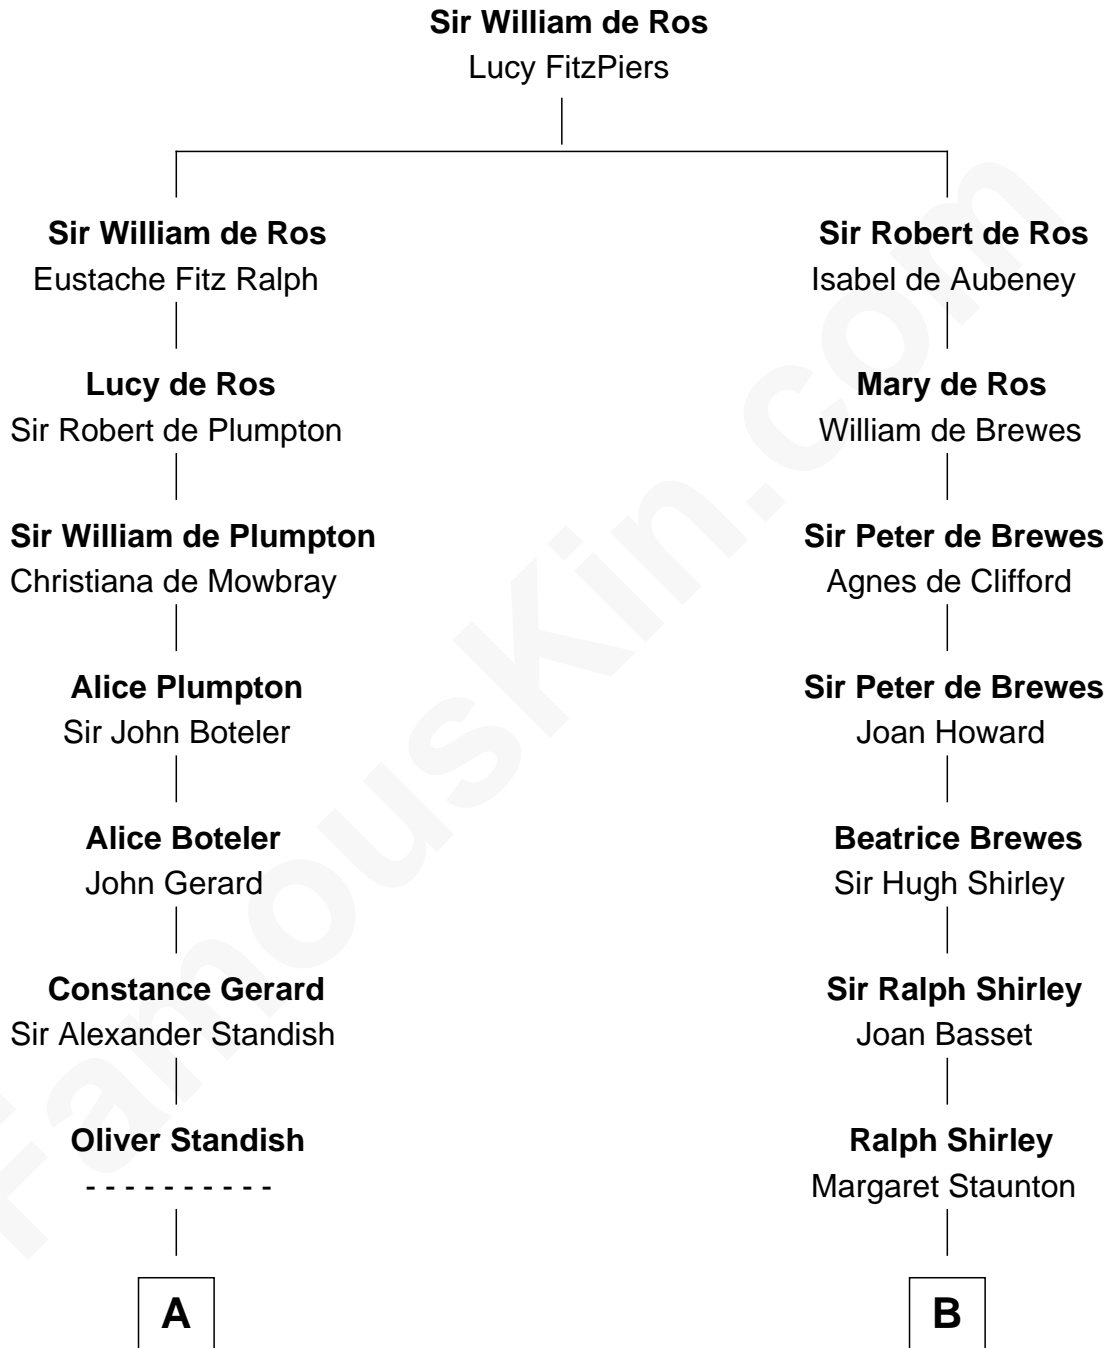 Sir William de Ros
Lucy FitzPiers
Sir William de Ros
Eustache Fitz Ralph
Sir Robert de Ros
Isabel de Aubeney
Lucy de Ros
Sir Robert de Plumpton
Mary de Ros
William de Brewes
Sir William de Plumpton
Christiana de Mowbray
Sir Peter de Brewes
Agnes de Clifford
Alice Plumpton
Sir John Boteler
Sir Peter de Brewes
Joan Howard
Alice Boteler
John Gerard
Beatrice Brewes
Sir Hugh Shirley
Constance Gerard
Sir Alexander Standish
Sir Ralph Shirley
Joan Basset
Oliver Standish
- - - - - - - - - -
Ralph Shirley
Margaret Staunton
A
B
FamousKin.com